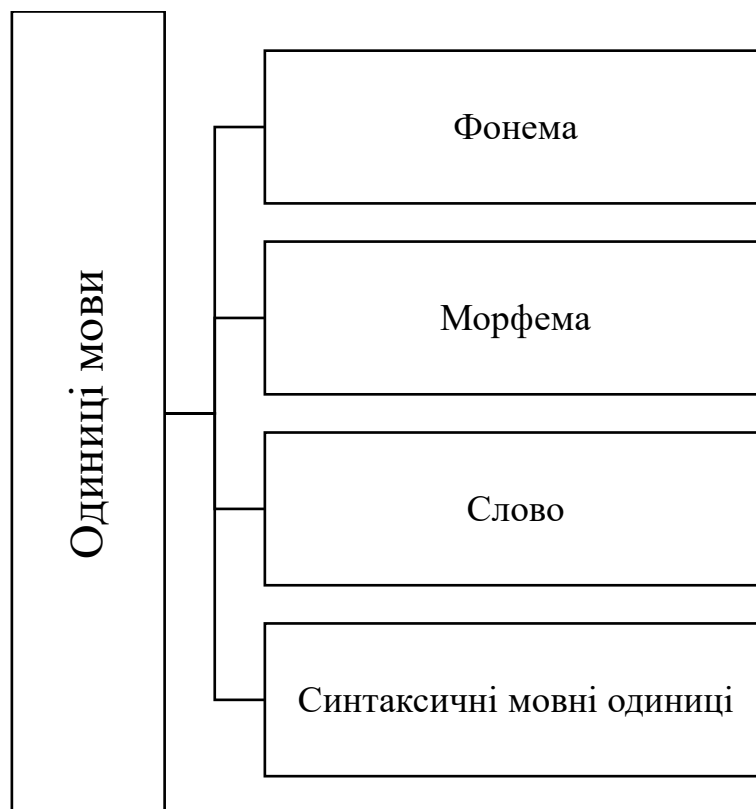 Одиниці мови
Фонема
Морфема
Слово
Синтаксичні мовні одиниці